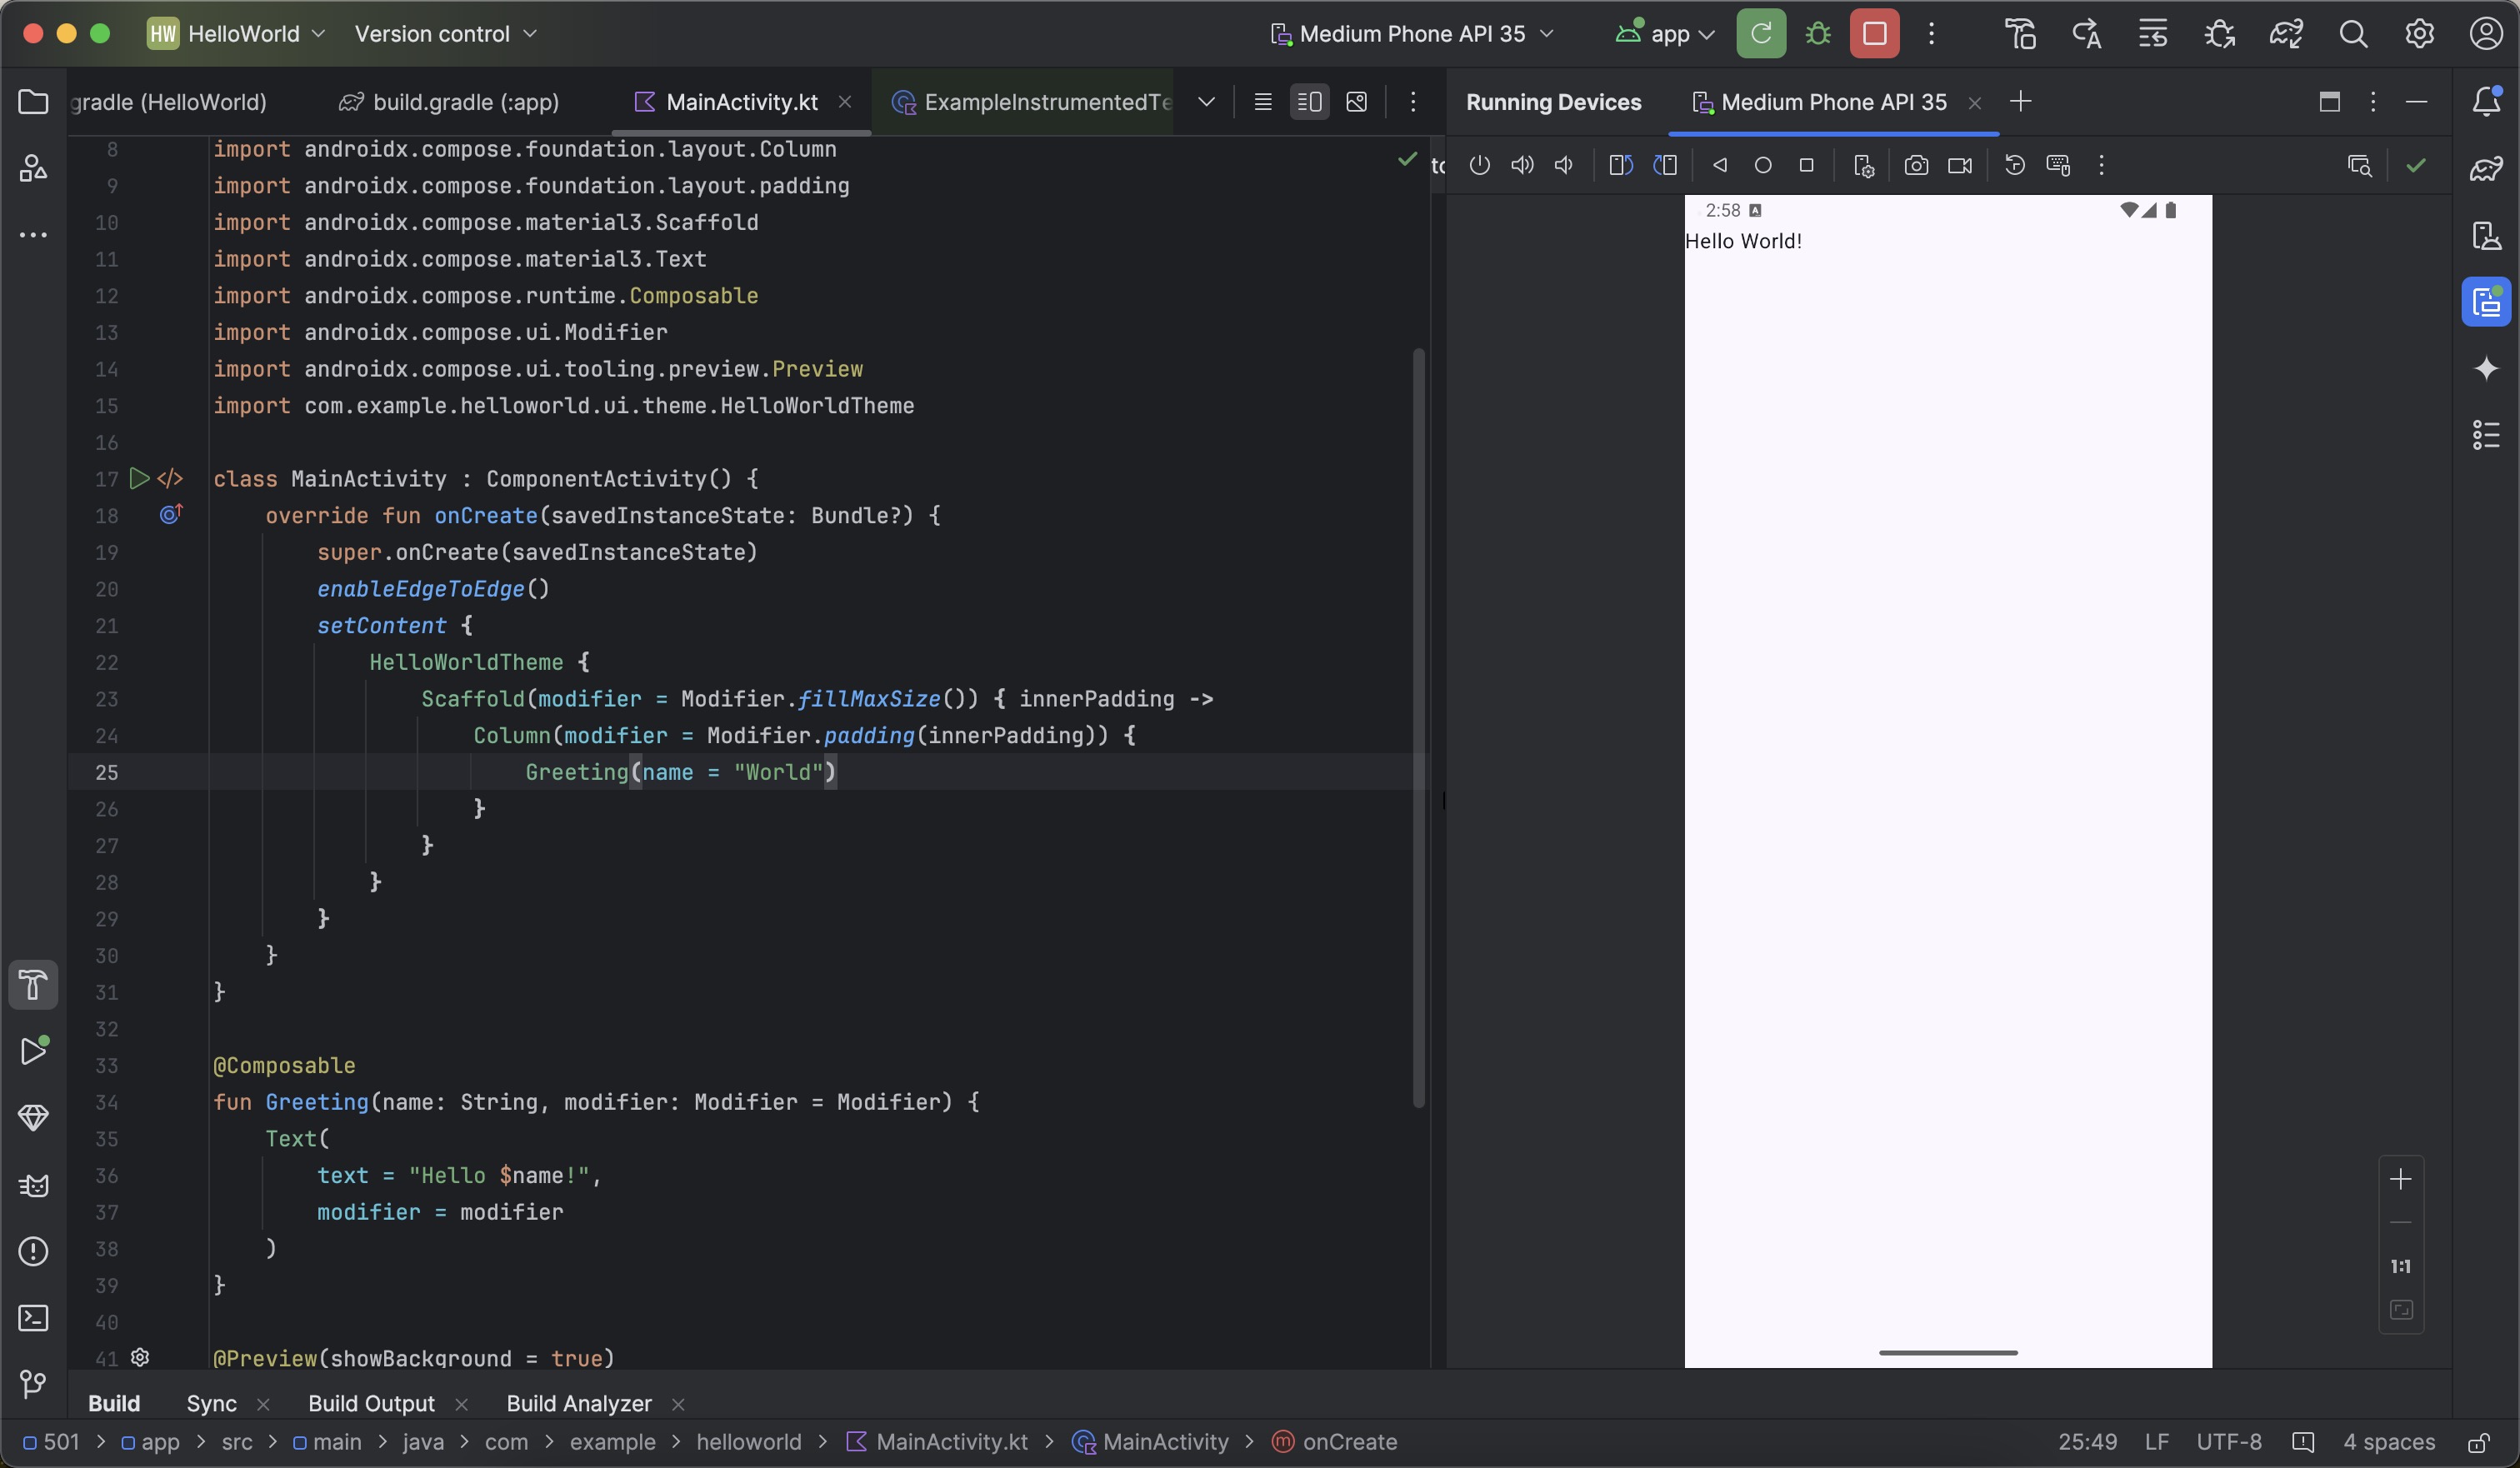 HW HelloWorld Version control Medium Phone API 35 app
gradle (HelloWorld) build.gradle (:app) MainActivity.kt ExampleInstrumentedTe Running Devices Medium Phone API 35
8 import androidx.compose.foundation.layout.Column
9 import androidx.compose.foundation.layout.padding
10 import androidx.compose.material3.Scaffold
11 import androidx.compose.material3.Text
12 import androidx.compose.runtime.Composable
13 import androidx.compose.ui.Modifier
14 import androidx.compose.ui.tooling.preview.Preview
15 import com.example.helloworld.ui.theme.HelloWorldTheme
16
17 class MainActivity : ComponentActivity() {
18 override fun onCreate(savedInstanceState: Bundle?) {
19 super.onCreate(savedInstanceState)
20 enableEdgeToEdge()
21 setContent {
22 HelloWorldTheme {
23 Scaffold(modifier = Modifier.fillMaxSize()) { innerPadding ->
24 Column(modifier = Modifier.padding(innerPadding)) {
25 Greeting(name = "World")
26 }
27 }
28 }
29 }
30 }
31 }
32
33 @Composable
34 fun Greeting(name: String, modifier: Modifier = Modifier) {
35 Text(
36 text = "Hello $name!",
37 modifier = modifier
38 )
39 }
40
41 @Preview(showBackground = true)
2:58 A
Hello World!
1:1
Build Sync Build Output Build Analyzer
501 > app > src > main > java > com > example > helloworld > MainActivity.kt > MainActivity > m onCreate 25:49 LF UTF-8 4 spaces